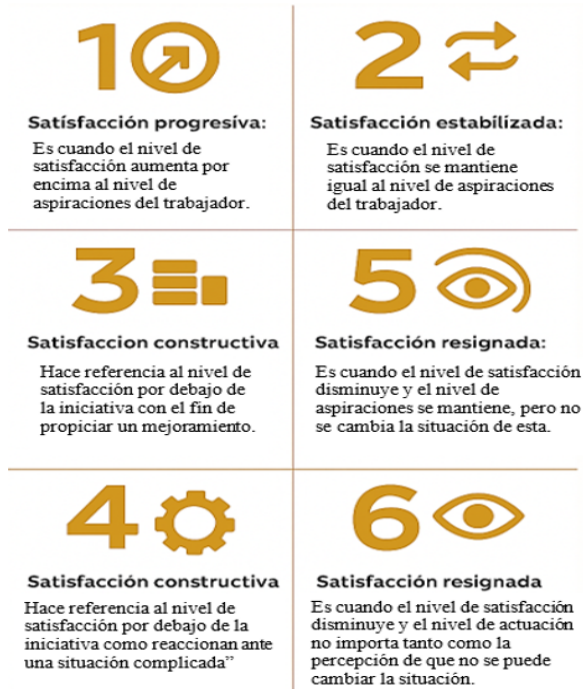 1
Satisfacción progresiva:
Es cuando el nivel de
satisfacción aumenta por
encima al nivel de
aspiraciones del trabajador.
2
Satisfacción estabilizada:
Es cuando el nivel de
satisfacción se mantiene
igual al nivel de aspiraciones
del trabajador.
3
Satisfaccion constructiva
Hace referencia al nivel de
satisfacción por debajo de
la iniciativa con el fin de
propiciar un mejoramiento.
5
Satisfacción resignada:
Es cuando el nivel de satisfacción
disminuye y el nivel de
aspiraciones se mantiene, pero no
se cambia la situación de esta.
4
Satisfacción constructiva
Hace referencia al nivel de
satisfacción por debajo de la
iniciativa como reaccionan ante
una situación complicada”
6
Satisfacción resignada
Es cuando el nivel de satisfacción
disminuye y el nivel de actuación
no importa tanto como la
percepción de que no se puede
cambiar la situación.